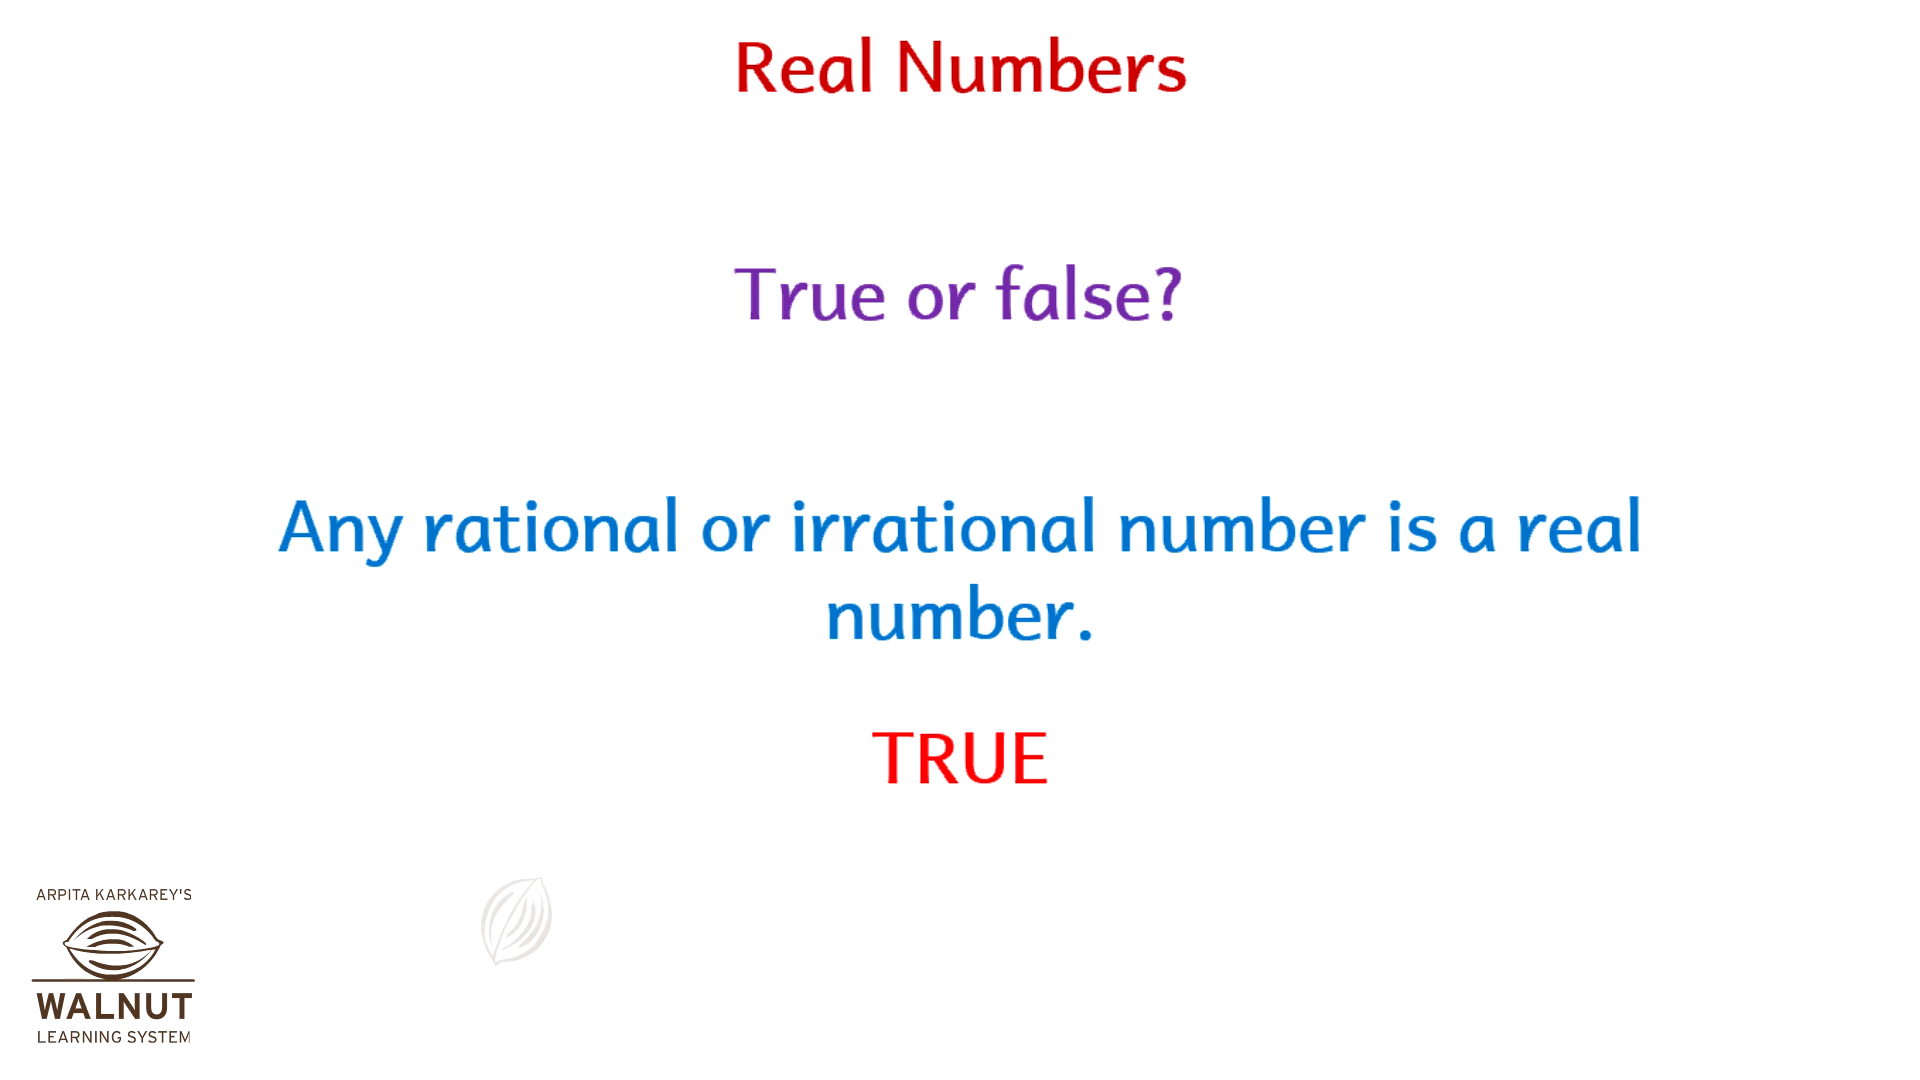 Real Numbers
True or false?
Any rational or irrational number is a real
number.
TRUE
ARPITA KARKAREY'S
WALNUT
LEARNING SYSTEM